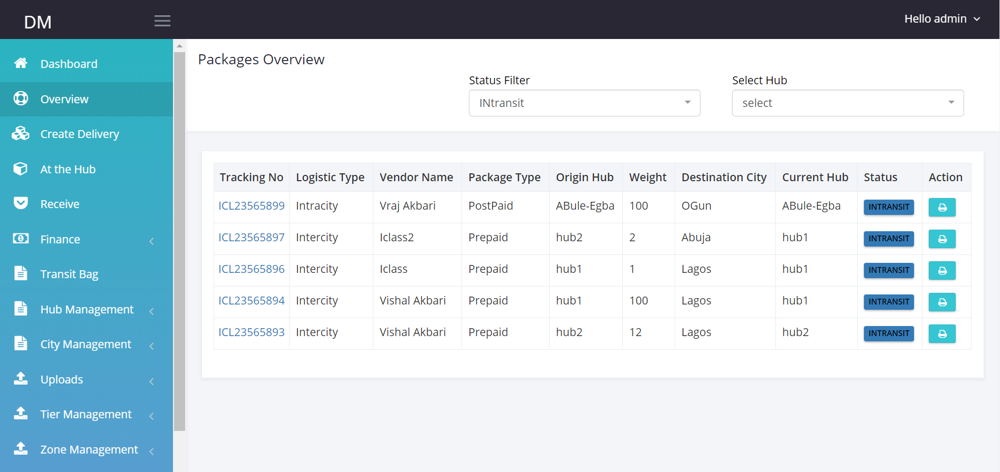 DM
Hello admin
Dashboard
Overview
Create Delivery
At the Hub
Receive
Finance
Transit Bag
Hub Management
City Management
Uploads
Tier Management
Zone Management
Packages Overview
Status Filter Select Hub
INtransit select
Tracking No Logistic Type Vendor Name Package Type Origin Hub Weight Destination City Current Hub Status Action
ICL23565899 Intracity Vraj Akbari PostPaid ABule-Egba 100 OGun ABule-Egba INTRANSIT
ICL23565897 Intercity Iclass2 Prepaid hub2 2 Abuja hub1 INTRANSIT
ICL23565896 Intercity Iclass Prepaid hub1 1 Lagos hub1 INTRANSIT
ICL23565894 Intercity Vishal Akbari Prepaid hub1 100 Lagos hub1 INTRANSIT
ICL23565893 Intercity Vishal Akbari Prepaid hub2 12 Lagos hub2 INTRANSIT